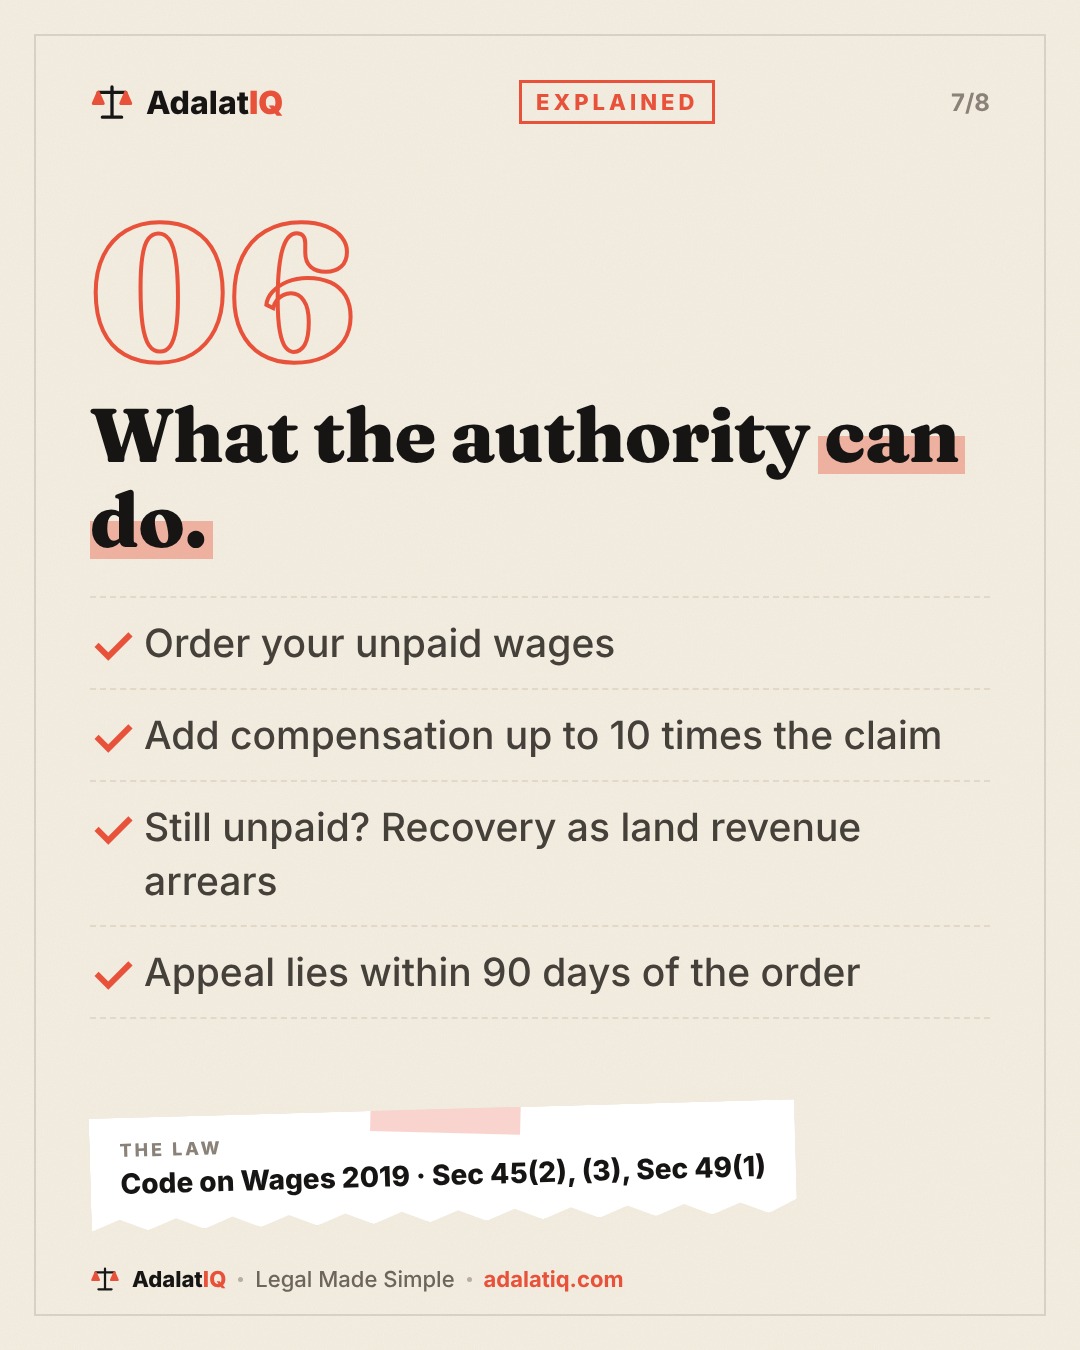 AdalatIQ
EXPLAINED
7/8
06
What the authority can
do.
Order your unpaid wages
Add compensation up to 10 times the claim
Still unpaid? Recovery as land revenue
arrears
Appeal lies within 90 days of the order
THE LAW
Code on Wages 2019 · Sec 45(2), (3), Sec 49(1)
AdalatIQ • Legal Made Simple • adalatiq.com